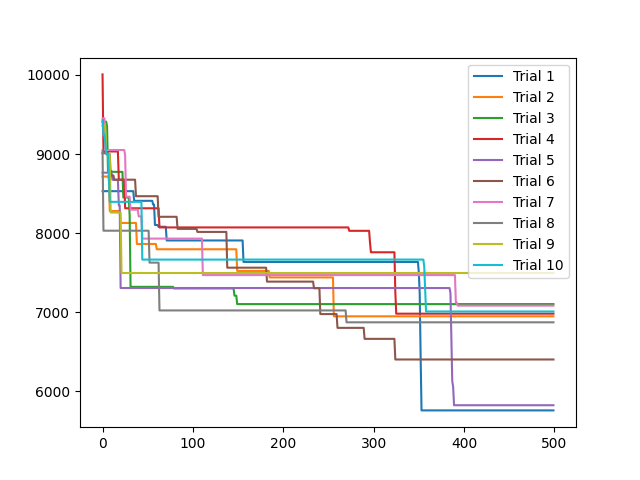 10000
9000
8000
7000
6000
0
100
200
300
400
500
Trial 1
Trial 2
Trial 3
Trial 4
Trial 5
Trial 6
Trial 7
Trial 8
Trial 9
Trial 10